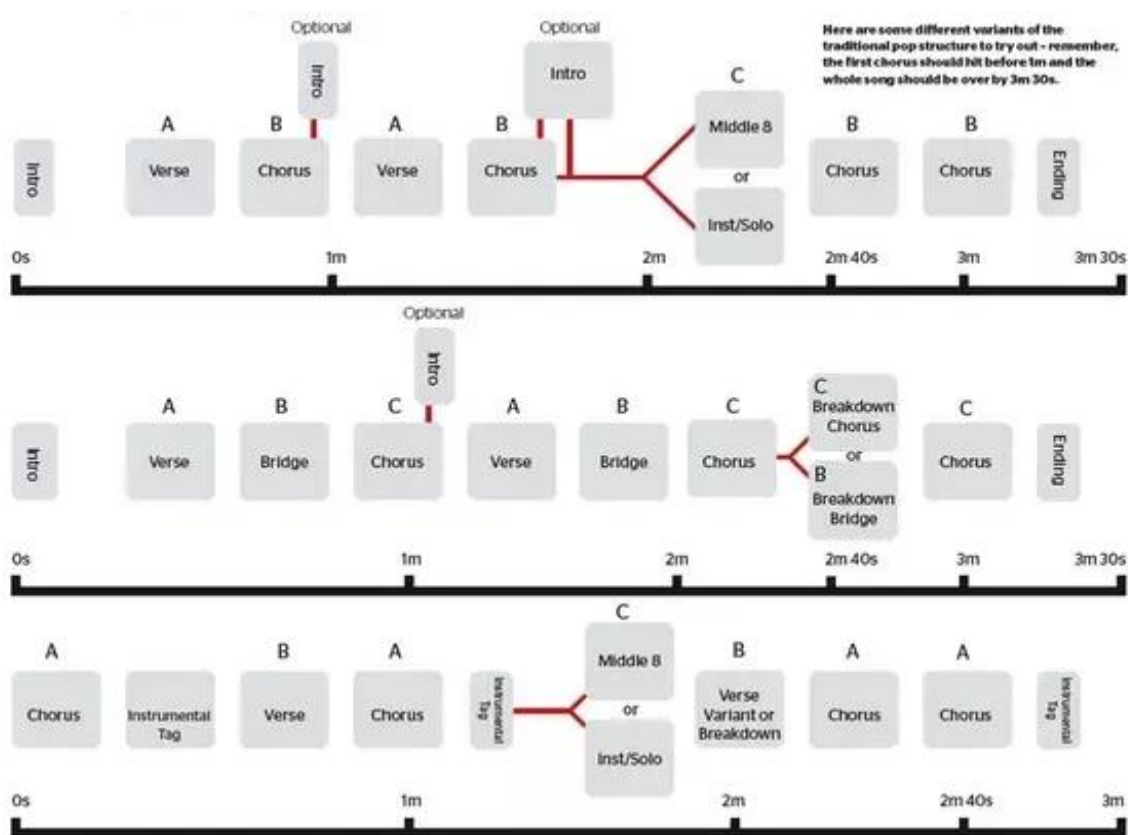 Optional
Optional
Here are some different variants of the
traditional pop structure to try out – remember,
the first chorus should hit before 1m and the
whole song should be over by 3m 30s.
Intro
Intro
C
A
B
A
B
Middle 8
B
B
Intro
Verse
Chorus
Verse
Chorus
or
Chorus
Chorus
Ending
Inst/Solo
0s
1m
2m
2m 40s
3m
3m 30s
Optional
Intro
A
B
C
A
B
C
C
Breakdown
Chorus
C
Intro
Verse
Bridge
Chorus
Verse
Bridge
Chorus
or
Chorus
Ending
B
Breakdown
Bridge
0s
1m
2m
2m 40s
3m
3m 30s
C
A
B
A
Middle 8
B
A
A
Chorus
Instrumental
Tag
Verse
Chorus
Instrumental
Tag
or
Verse
Variant or
Breakdown
Chorus
Chorus
Instrumental
Tag
Inst/Solo
0s
1m
2m
2m 40s
3m